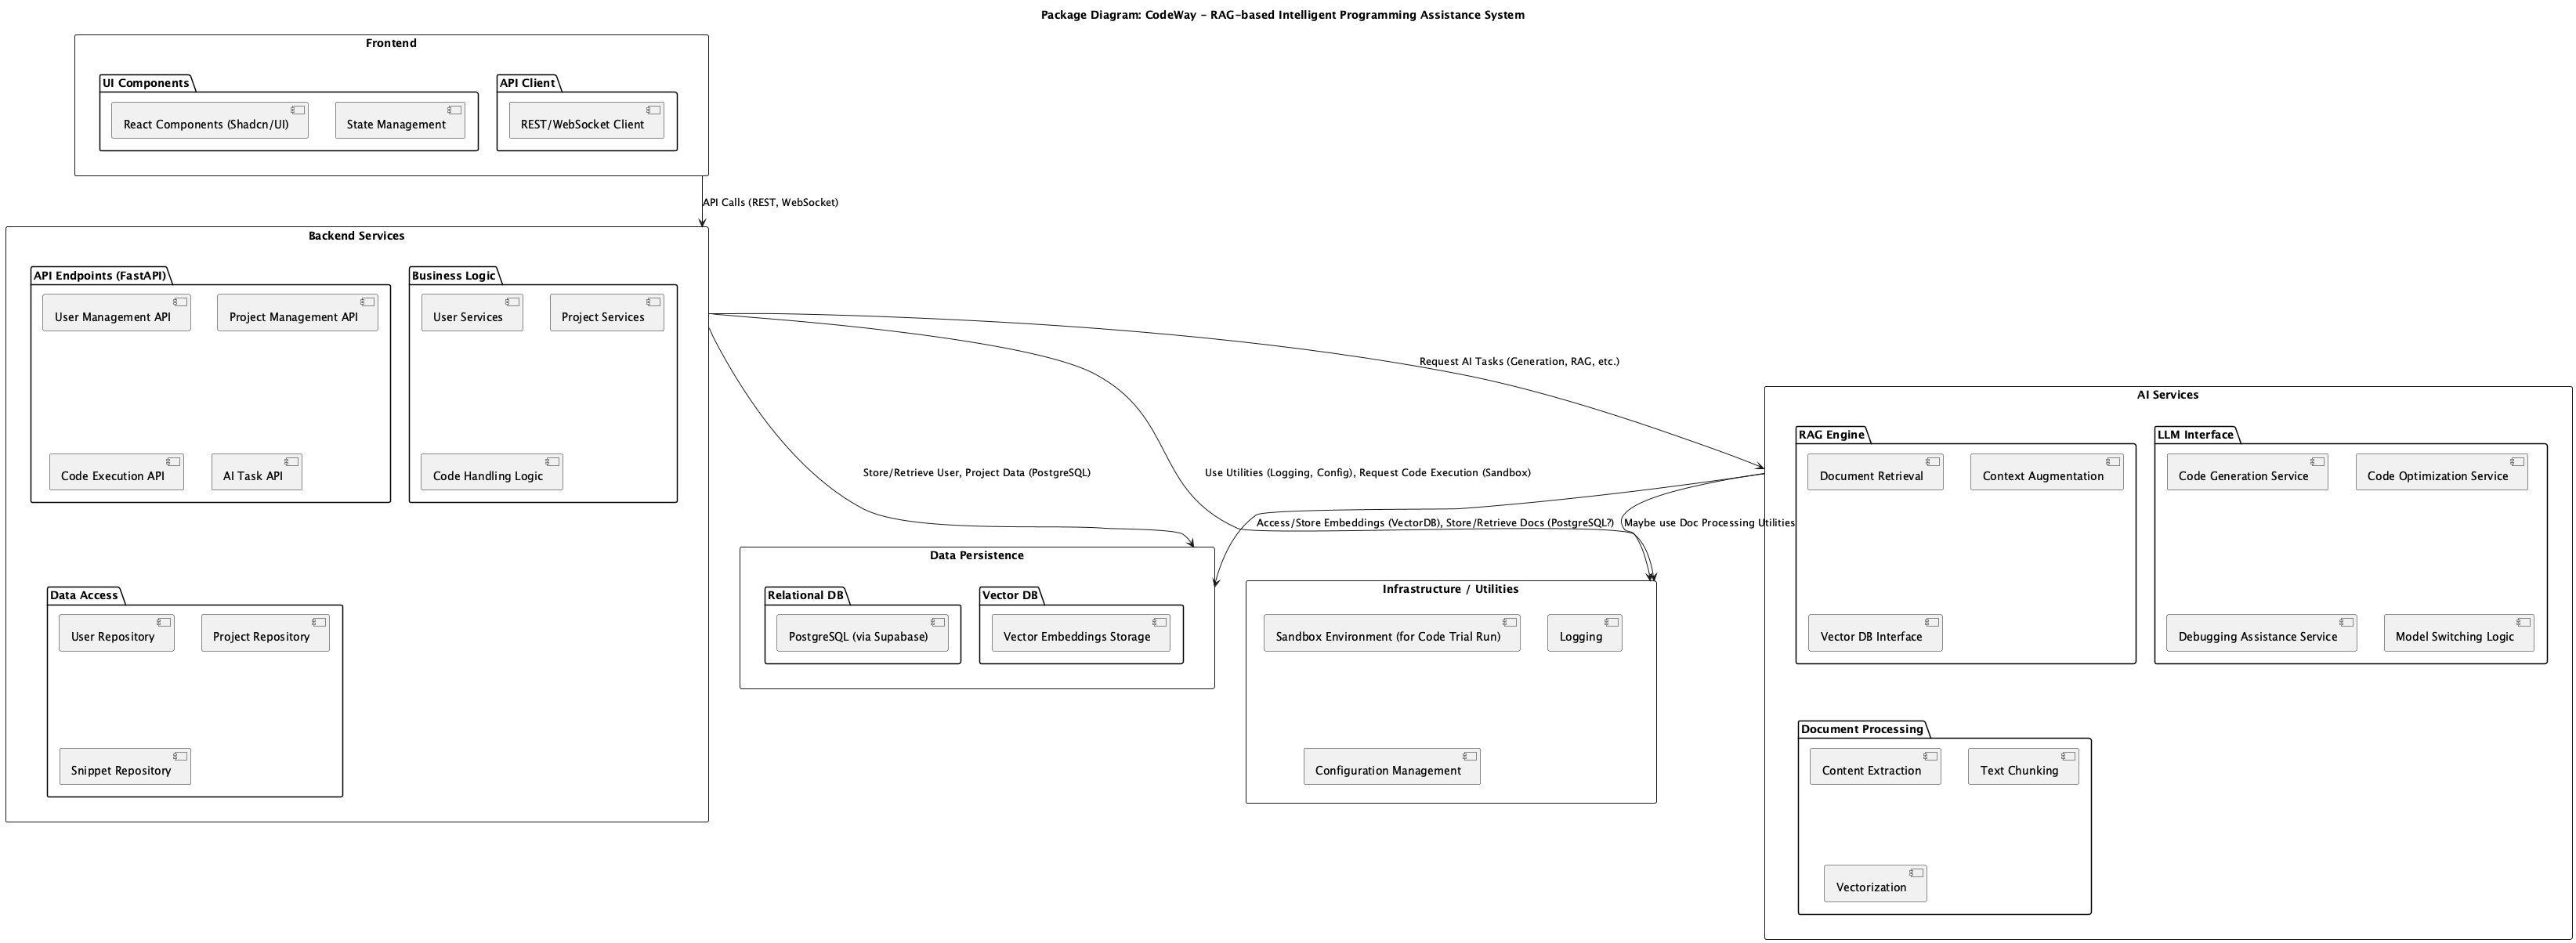 Package Diagram: CodeWay - RAG-based Intelligent Programming Assistance System
Frontend
UI Components
React Components (Shadcn/UI)
State Management
API Client
REST/WebSocket Client
API Calls (REST, WebSocket)
Backend Services
API Endpoints (FastAPI)
User Management API
Project Management API
Code Execution API
AI Task API
Business Logic
User Services
Project Services
Code Handling Logic
Data Access
User Repository
Project Repository
Snippet Repository
Request AI Tasks (Generation, RAG, etc.)
Store/Retrieve User, Project Data (PostgreSQL)
Use Utilities (Logging, Config), Request Code Execution (Sandbox)
Access/Store Embeddings (VectorDB), Store/Retrieve Docs (PostgreSQL?)
Maybe use Doc Processing Utilities
Data Persistence
Relational DB
PostgreSQL (via Supabase)
Vector DB
Vector Embeddings Storage
Infrastructure / Utilities
Sandbox Environment (for Code Trial Run)
Logging
Configuration Management
AI Services
RAG Engine
Document Retrieval
Context Augmentation
Vector DB Interface
LLM Interface
Code Generation Service
Code Optimization Service
Debugging Assistance Service
Model Switching Logic
Document Processing
Content Extraction
Text Chunking
Vectorization